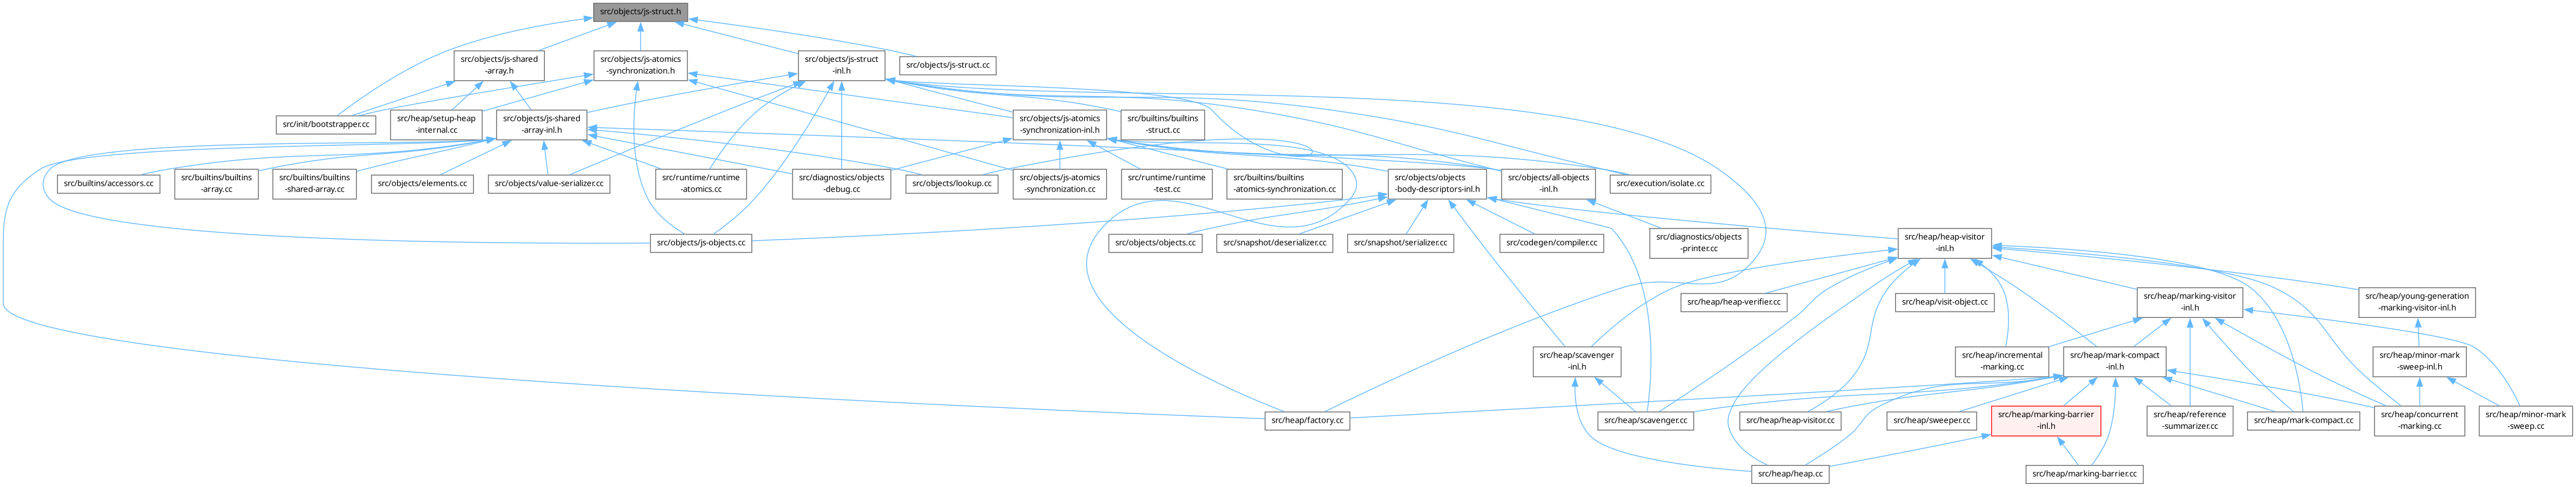 src/objects/js-struct.h
src/objects/js-shared
-array.h
src/objects/js-atomics
-synchronization.h
src/objects/js-struct
-inl.h
src/objects/js-struct.cc
src/init/bootstrapper.cc
src/heap/setup-heap
-internal.cc
src/objects/js-shared
-array-inl.h
src/objects/js-atomics
-synchronization-inl.h
src/builtins/builtins
-struct.cc
src/builtins/accessors.cc
src/builtins/builtins
-array.cc
src/builtins/builtins
-shared-array.cc
src/objects/elements.cc
src/objects/value-serializer.cc
src/runtime/runtime
-atomics.cc
src/diagnostics/objects
-debug.cc
src/objects/lookup.cc
src/objects/js-atomics
-synchronization.cc
src/runtime/runtime
-test.cc
src/builtins/builtins
-atomics-synchronization.cc
src/objects/objects
-body-descriptors-inl.h
src/objects/all-objects
-inl.h
src/execution/isolate.cc
src/objects/js-objects.cc
src/objects/objects.cc
src/snapshot/deserializer.cc
src/snapshot/serializer.cc
src/codegen/compiler.cc
src/diagnostics/objects
-printer.cc
src/heap/heap-visitor
-inl.h
src/heap/heap-verifier.cc
src/heap/visit-object.cc
src/heap/marking-visitor
-inl.h
src/heap/young-generation
-marking-visitor-inl.h
src/heap/scavenger
-inl.h
src/heap/incremental
-marking.cc
src/heap/mark-compact
-inl.h
src/heap/minor-mark
-sweep-inl.h
src/heap/factory.cc
src/heap/scavenger.cc
src/heap/heap-visitor.cc
src/heap/sweeper.cc
src/heap/marking-barrier
-inl.h
src/heap/reference
-summarizer.cc
src/heap/mark-compact.cc
src/heap/concurrent
-marking.cc
src/heap/minor-mark
-sweep.cc
src/heap/heap.cc
src/heap/marking-barrier.cc